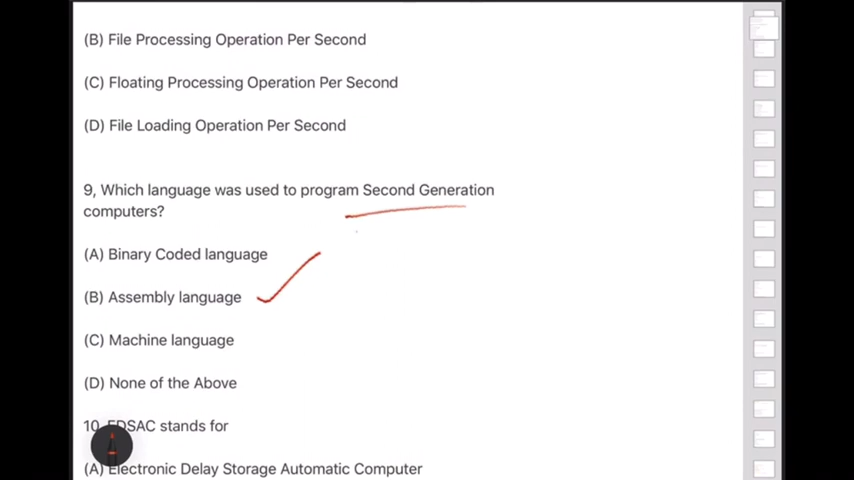 (B) File Processing Operation Per Second
(C) Floating Processing Operation Per Second
(D) File Loading Operation Per Second
9, Which language was used to program Second Generation
computers?
(A) Binary Coded language
(B) Assembly language
(C) Machine language
(D) None of the Above
10, EDSAC stands for
(A) Electronic Delay Storage Automatic Computer